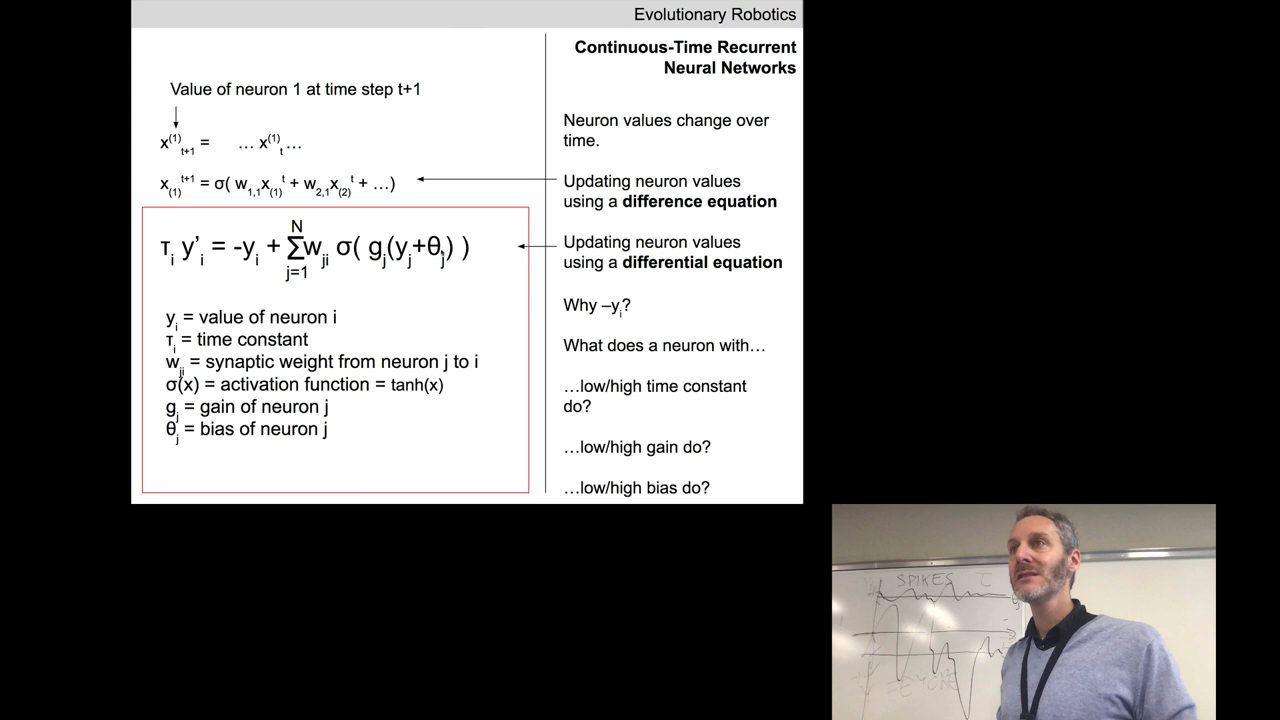 Evolutionary Robotics
Continuous-Time Recurrent
Neural Networks
Value of neuron 1 at time step t+1
x⁽¹⁾ₜ₊₁ = … x⁽¹⁾ₜ …
x₍₁₎ᵗ⁺¹ = σ( w₁,₁x₍₁₎ᵗ + w₂,₁x₍₂₎ᵗ + …)
τᵢ y’ᵢ = -yᵢ + Σwⱼᵢ σ( gⱼ(yⱼ+θⱼ) )
N
j=1
yᵢ = value of neuron i
τᵢ = time constant
wⱼᵢ = synaptic weight from neuron j to i
σ(x) = activation function = tanh(x)
gⱼ = gain of neuron j
θⱼ = bias of neuron j
Neuron values change over
time.
Updating neuron values
using a difference equation
Updating neuron values
using a differential equation
Why –yᵢ?
What does a neuron with…
…low/high time constant
do?
…low/high gain do?
…low/high bias do?
SPIKES τ